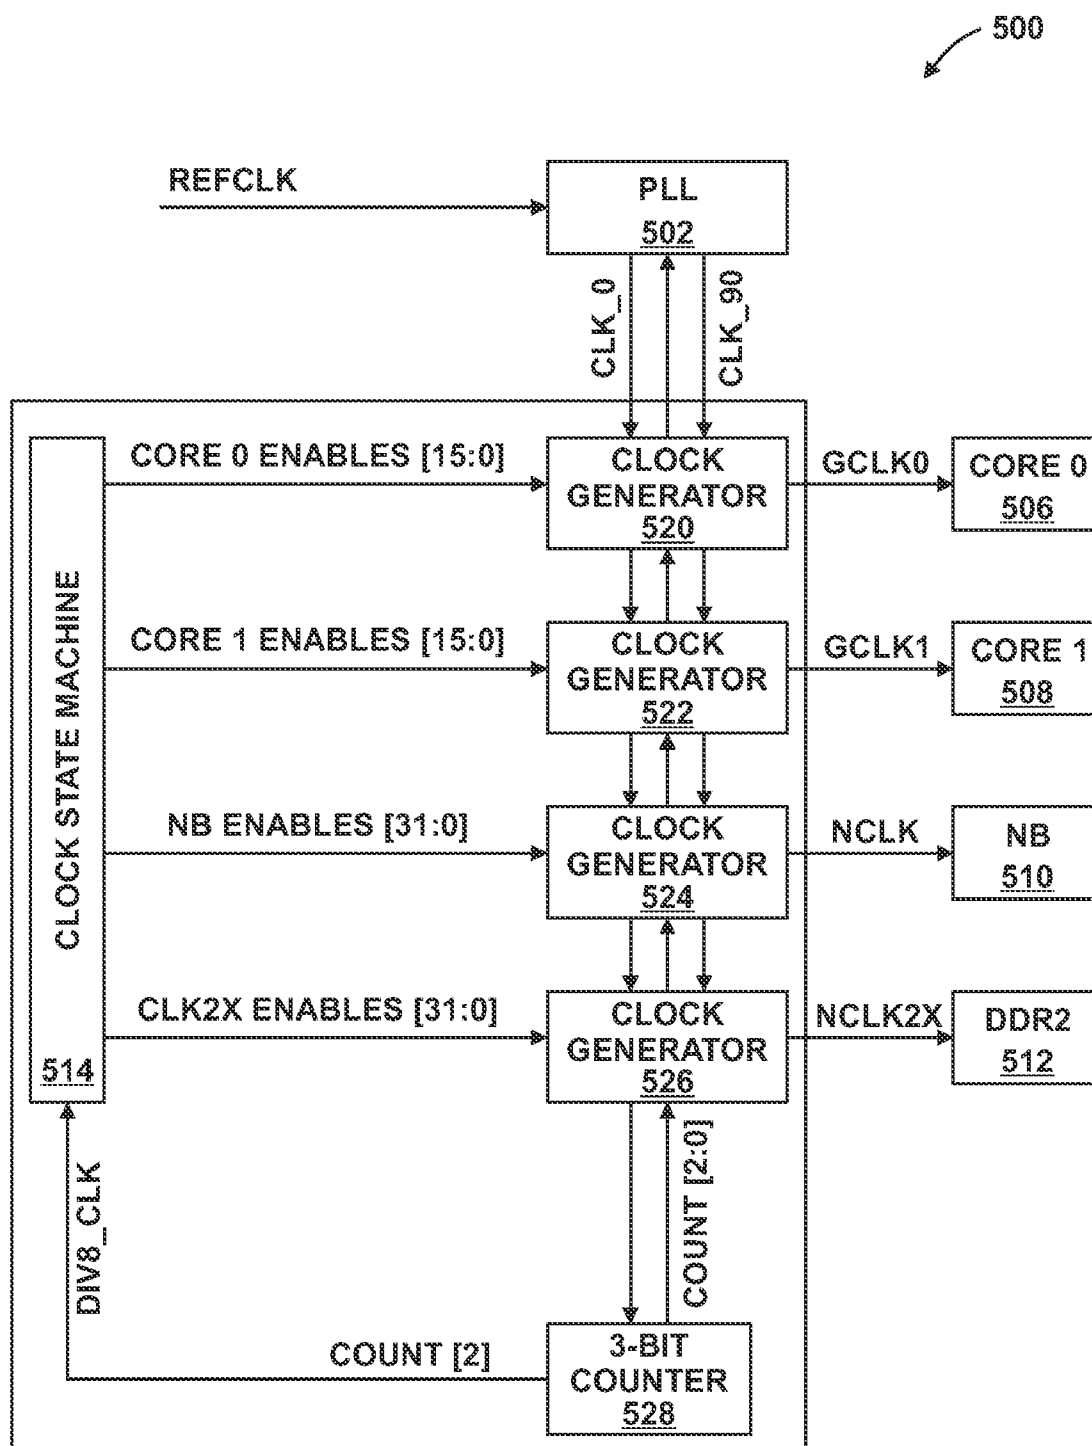 500
REFCLK
PLL
502
CLK_0
CLK_90
CORE 0 ENABLES [15:0]
CLOCK
GENERATOR
520
GCLK0
CORE 0
506
CLOCK STATE MACHINE
514
CORE 1 ENABLES [15:0]
CLOCK
GENERATOR
522
GCLK1
CORE 1
508
NB ENABLES [31:0]
CLOCK
GENERATOR
524
NCLK
NB
510
CLK2X ENABLES [31:0]
CLOCK
GENERATOR
526
NCLK2X
DDR2
512
DIV8_CLK
COUNT [2:0]
COUNT [2]
3-BIT
COUNTER
528